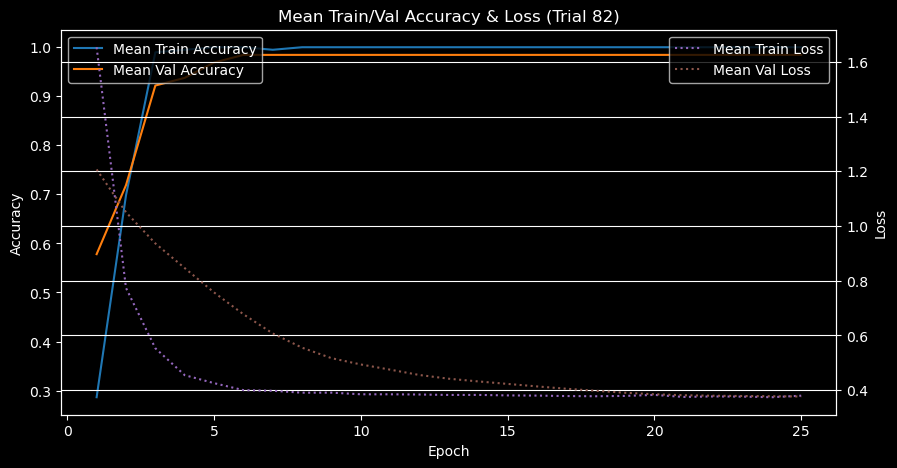 Mean Train/Val Accuracy & Loss (Trial 82)
Mean Train Accuracy
Mean Val Accuracy
Mean Train Loss
Mean Val Loss
1.0
0.9
0.8
0.7
0.6
0.5
0.4
0.3
Accuracy
1.6
1.4
1.2
1.0
0.8
0.6
0.4
Loss
0
5
10
15
20
25
Epoch